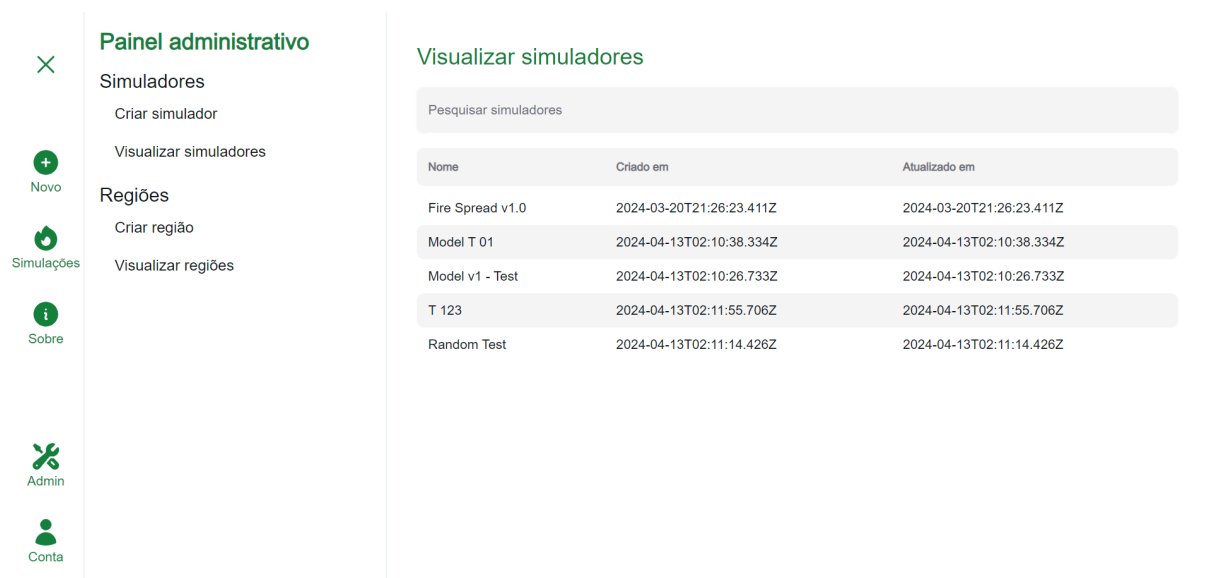 Novo
Simulações
Sobre
Admin
Conta
Painel administrativo
Simuladores
Criar simulador
Visualizar simuladores
Regiões
Criar região
Visualizar regiões
Visualizar simuladores
Pesquisar simuladores
Nome Criado em Atualizado em
Fire Spread v1.0 2024-03-20T21:26:23.411Z 2024-03-20T21:26:23.411Z
Model T 01 2024-04-13T02:10:38.334Z 2024-04-13T02:10:38.334Z
Model v1 - Test 2024-04-13T02:10:26.733Z 2024-04-13T02:10:26.733Z
T 123 2024-04-13T02:11:55.706Z 2024-04-13T02:11:55.706Z
Random Test 2024-04-13T02:11:14.426Z 2024-04-13T02:11:14.426Z